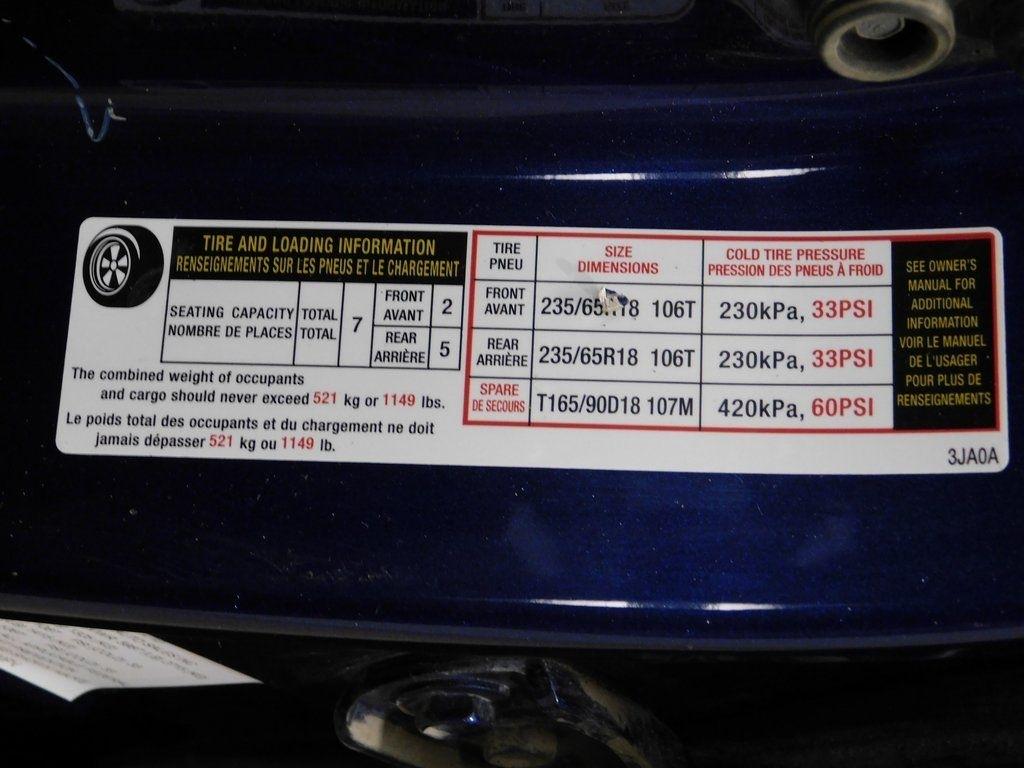 TIRE AND LOADING INFORMATION
RENSEIGNEMENTS SUR LES PNEUS ET LE CHARGEMENT
SEATING CAPACITY TOTAL 7 FRONT 2
NOMBRE DE PLACES TOTAL AVANT
REAR 5
ARRIÈRE
The combined weight of occupants
and cargo should never exceed 521 kg or 1149 lbs.
Le poids total des occupants et du chargement ne doit
jamais dépasser 521 kg ou 1149 lb.
TIRE SIZE COLD TIRE PRESSURE
PNEU DIMENSIONS PRESSION DES PNEUS À FROID
FRONT
AVANT 235/65R18 106T 230kPa, 33PSI
REAR
ARRIÈRE 235/65R18 106T 230kPa, 33PSI
SPARE
DE SECOURS T165/90D18 107M 420kPa, 60PSI
SEE OWNER'S
MANUAL FOR
ADDITIONAL
INFORMATION
VOIR LE MANUEL
DE L'USAGER
POUR PLUS DE
RENSEIGNEMENTS
3JA0A